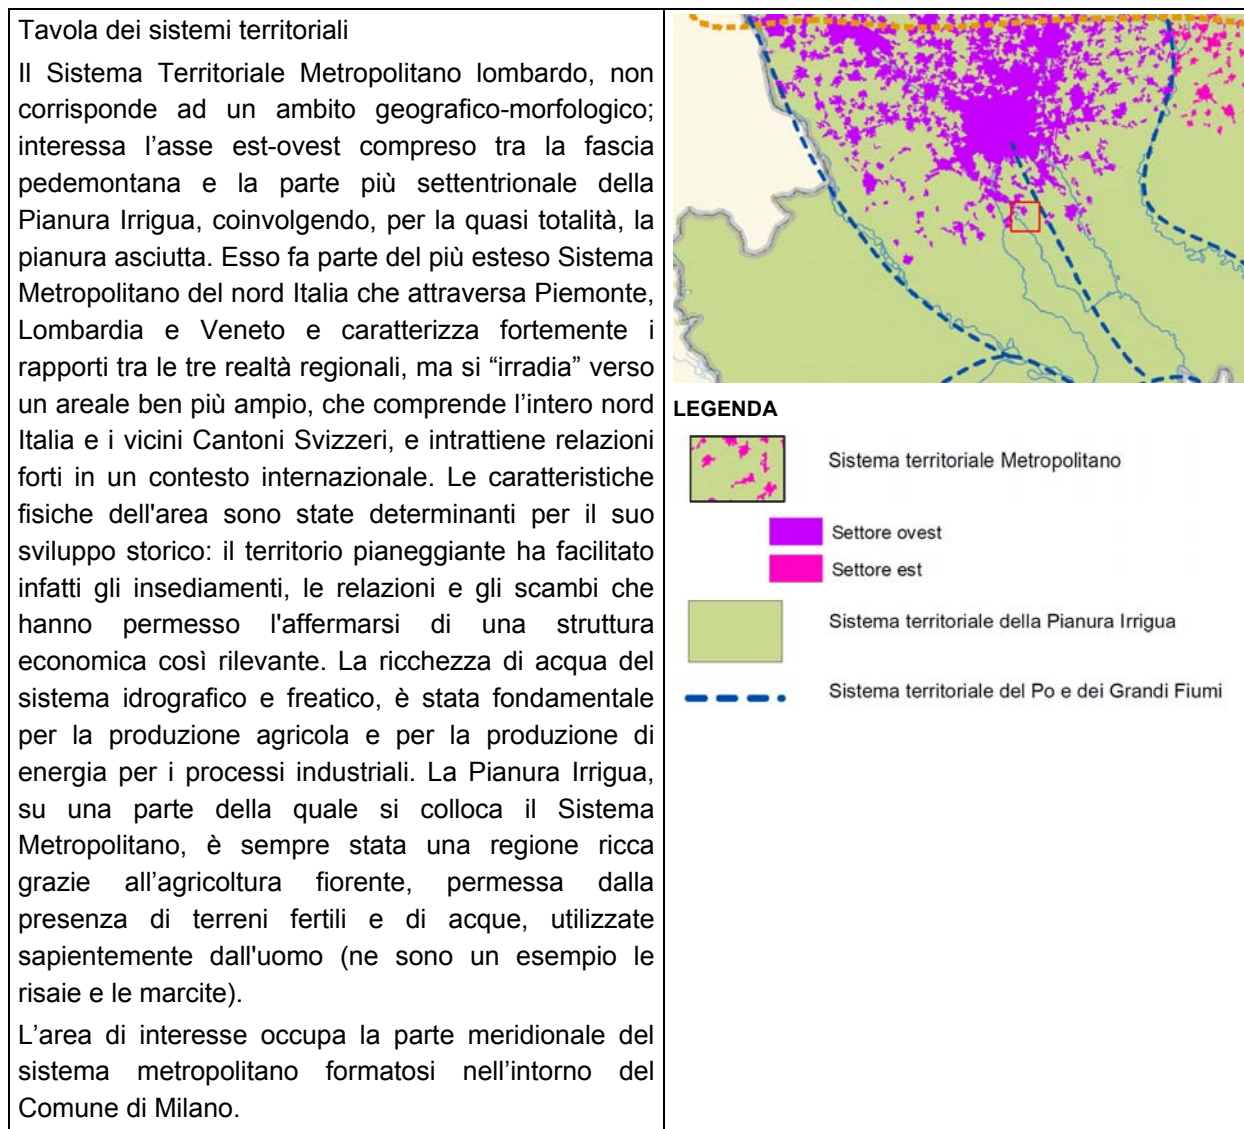 Tavola dei sistemi territoriali
Il Sistema Territoriale Metropolitano lombardo, non
corrisponde ad un ambito geografico-morfologico;
interessa l’asse est-ovest compreso tra la fascia
pedemontana e la parte più settentrionale della
Pianura Irrigua, coinvolgendo, per la quasi totalità, la
pianura asciutta. Esso fa parte del più esteso Sistema
Metropolitano del nord Italia che attraversa Piemonte,
Lombardia e Veneto e caratterizza fortemente i
rapporti tra le tre realtà regionali, ma si “irradia” verso
un areale ben più ampio, che comprende l’intero nord
Italia e i vicini Cantoni Svizzeri, e intrattiene relazioni
forti in un contesto internazionale. Le caratteristiche
fisiche dell'area sono state determinanti per il suo
sviluppo storico: il territorio pianeggiante ha facilitato
infatti gli insediamenti, le relazioni e gli scambi che
hanno permesso l'affermarsi di una struttura
economica così rilevante. La ricchezza di acqua del
sistema idrografico e freatico, è stata fondamentale
per la produzione agricola e per la produzione di
energia per i processi industriali. La Pianura Irrigua,
su una parte della quale si colloca il Sistema
Metropolitano, è sempre stata una regione ricca
grazie all’agricoltura fiorente, permessa dalla
presenza di terreni fertili e di acque, utilizzate
sapientemente dall'uomo (ne sono un esempio le
risaie e le marcite).
L’area di interesse occupa la parte meridionale del
sistema metropolitano formatosi nell’intorno del
Comune di Milano.
LEGENDA
Sistema territoriale Metropolitano
Settore ovest
Settore est
Sistema territoriale della Pianura Irrigua
Sistema territoriale del Po e dei Grandi Fiumi